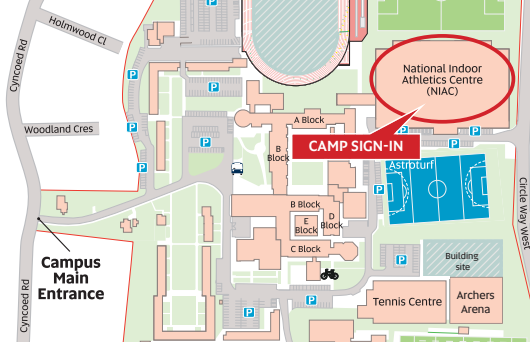 Holmwood Cl
Cyncoed Rd
P
P
P
P
P
P
National Indoor
Athletics Centre
(NIAC)
A Block
CAMP SIGN-IN
Woodland Cres
B
Block
P
P
Astroturf
P
B Block
D
Block
E
Block
C Block
Circle Way West
Campus
Main
Entrance
Cyncoed Rd
P
Building
site
P
P
Tennis Centre
Archers
Arena